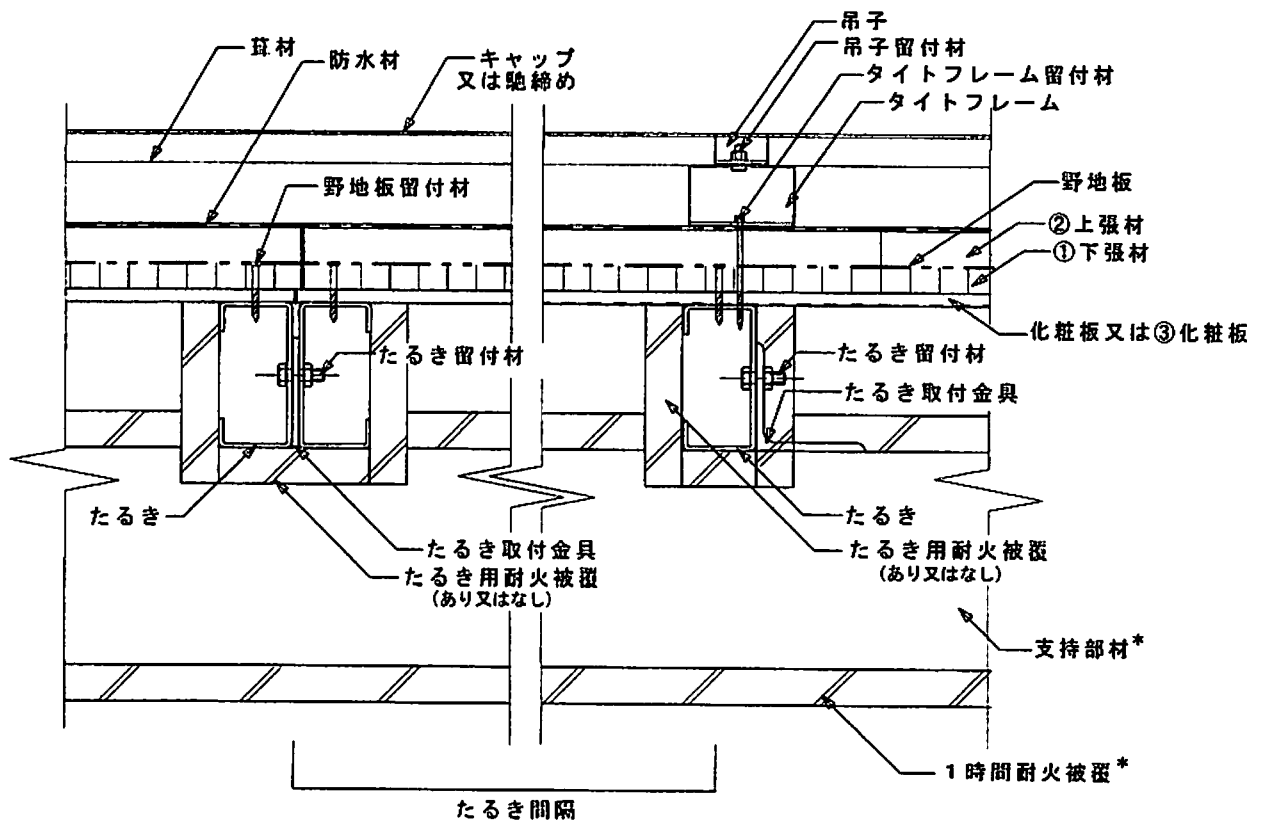 吊子
葺材
防水材
キャップ
又は馳締め
吊子留付材
タイトフレーム留付材
タイトフレーム
野地板留付材
野地板
②上張材
①下張材
化粧板又は③化粧板
たるき留付材
たるき留付材
たるき取付金具
たるき
たるき
たるき取付金具
たるき用耐火被覆
(あり又はなし)
たるき用耐火被覆
(あり又はなし)
支持部材*
1時間耐火被覆*
たるき間隔